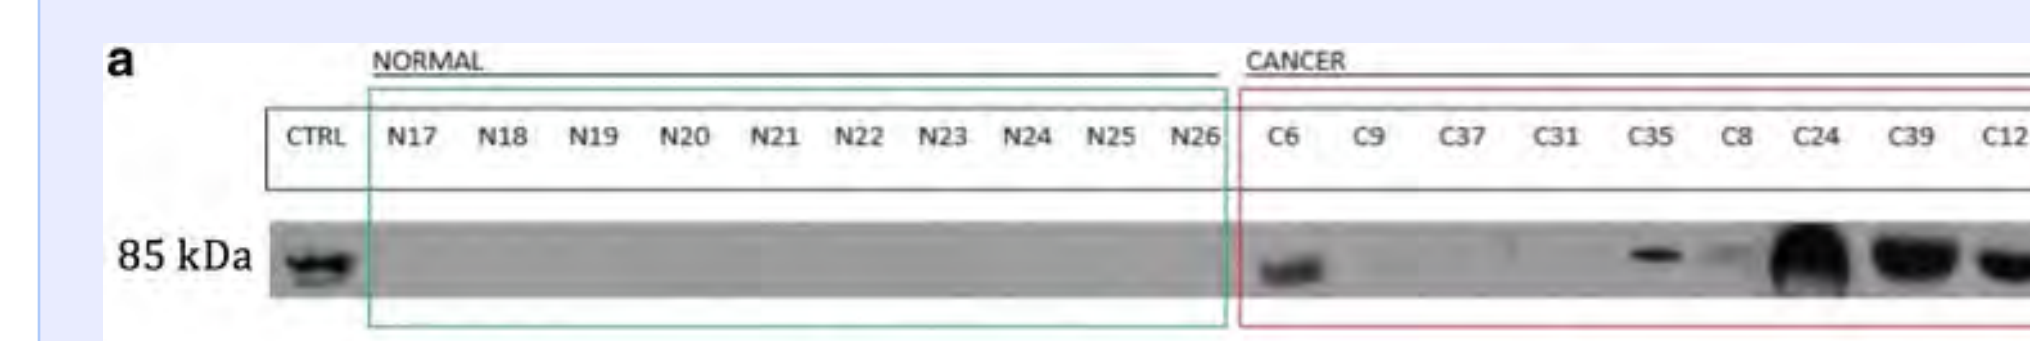 a
NORMAL CANCER
CTRL N17 N18 N19 N20 N21 N22 N23 N24 N25 N26 C6 C9 C37 C31 C35 C8 C24 C39 C12
85 kDa